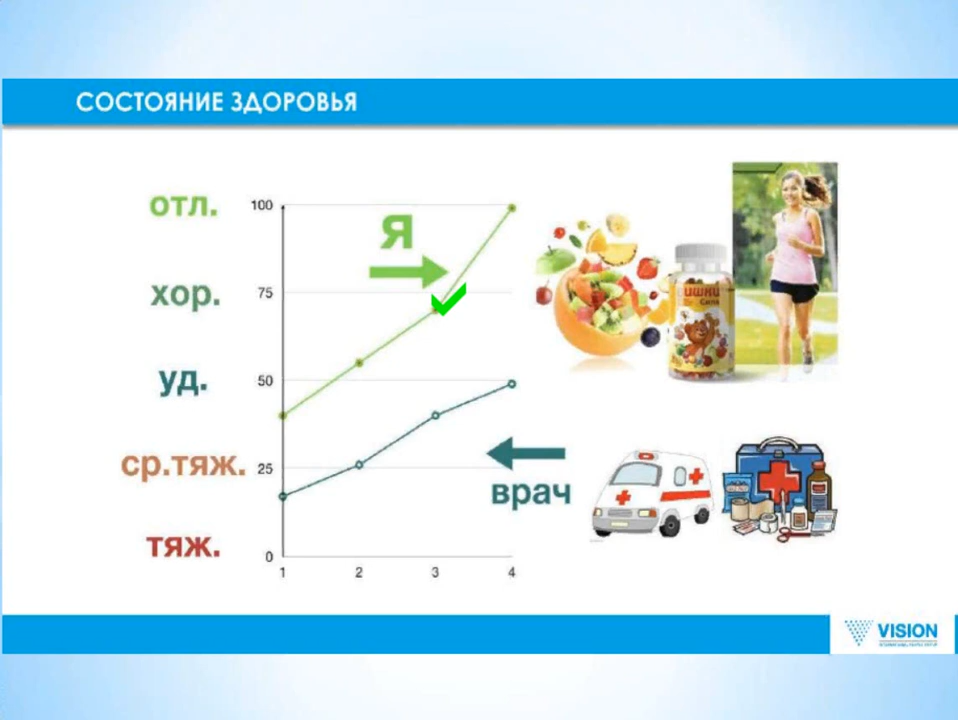 СОСТОЯНИЕ ЗДОРОВЬЯ
отл.
хор.
уд.
ср.тяж.
тяж.
100
75
50
25
0
1 2 3 4
Я
врач
VISION